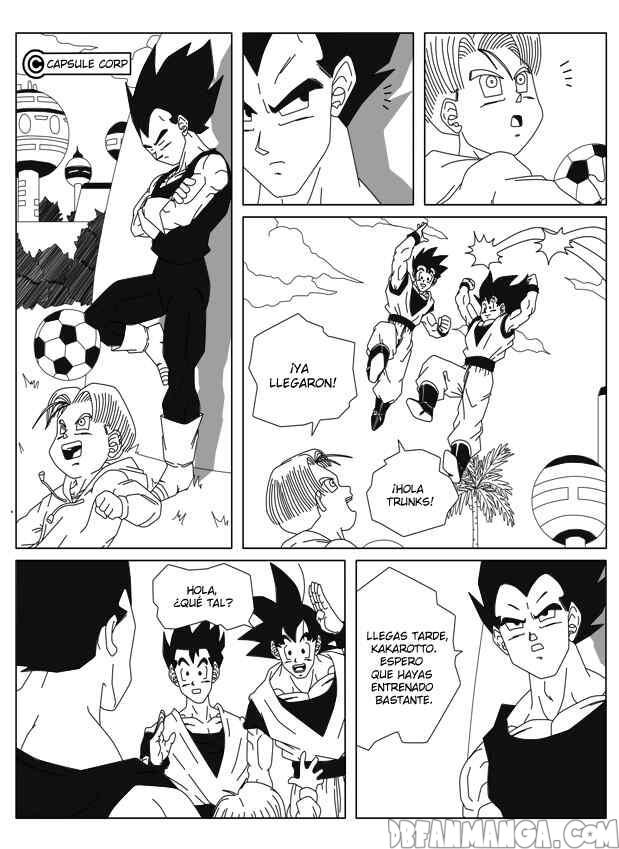 C CAPSULE CORP
¡YA
LLEGARON!
¡HOLA
TRUNKS!
HOLA,
¿QUÉ TAL?
LLEGAS TARDE,
KAKAROTTO.
ESPERO
QUE HAYAS
ENTRENADO
BASTANTE.
DBFANMANGA.COM